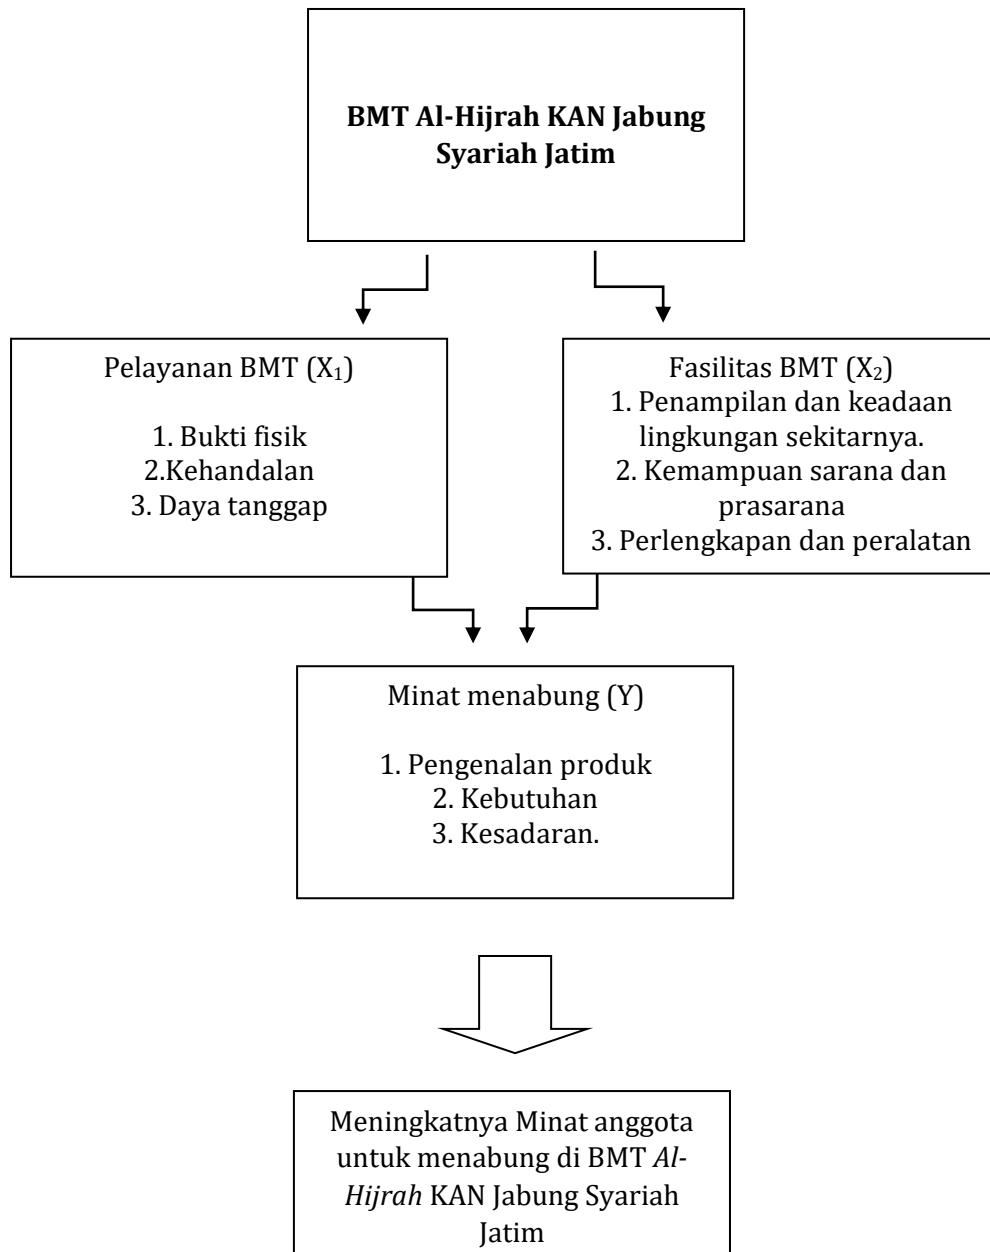 BMT Al-Hijrah KAN Jabung
Syariah Jatim
Pelayanan BMT (X₁)
1. Bukti fisik
2.Kehandalan
3. Daya tanggap
Fasilitas BMT (X₂)
1. Penampilan dan keadaan
lingkungan sekitarnya.
2. Kemampuan sarana dan
prasarana
3. Perlengkapan dan peralatan
Minat menabung (Y)
1. Pengenalan produk
2. Kebutuhan
3. Kesadaran.
Meningkatnya Minat anggota
untuk menabung di BMT Al-
Hijrah KAN Jabung Syariah
Jatim